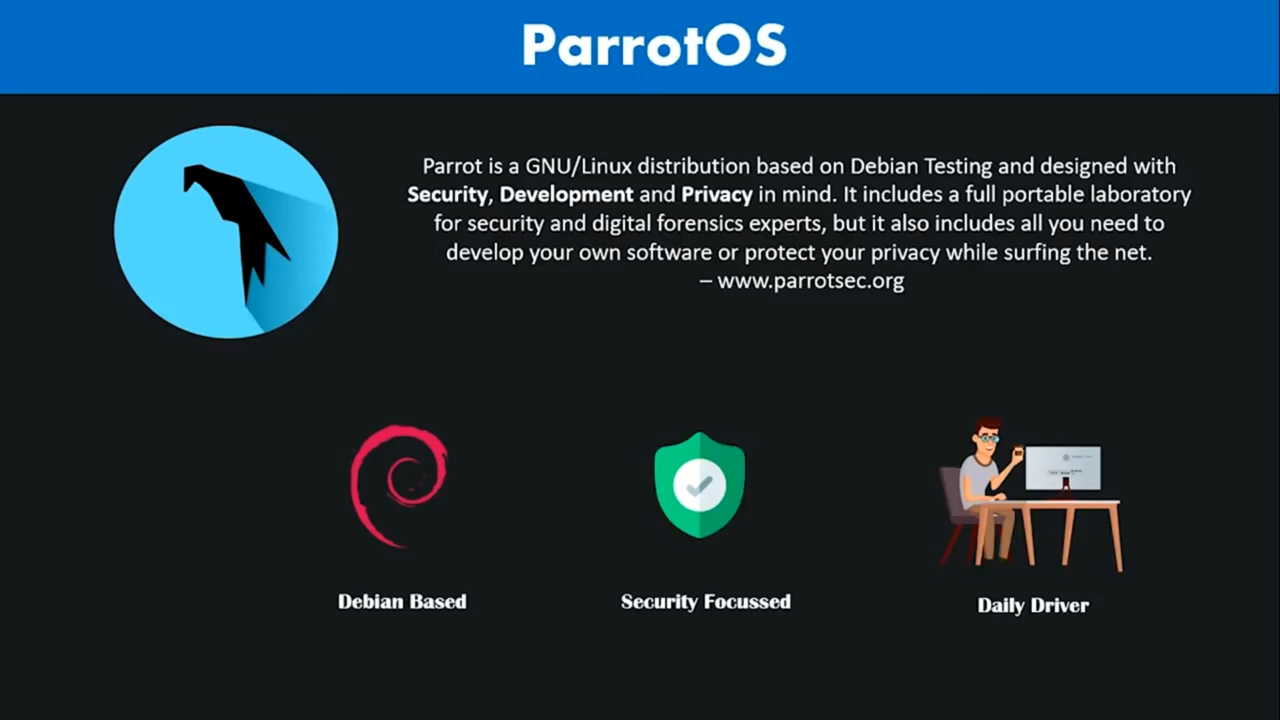 ParrotOS
Parrot is a GNU/Linux distribution based on Debian Testing and designed with
Security, Development and Privacy in mind. It includes a full portable laboratory
for security and digital forensics experts, but it also includes all you need to
develop your own software or protect your privacy while surfing the net.
– www.parrotsec.org
Debian Based
Security Focussed
Daily Driver